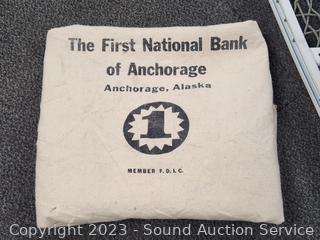 The First National Bank
of Anchorage
Anchorage, Alaska
1
MEMBER F. D. I. C.
Copyright 2023 - Sound Auction Service